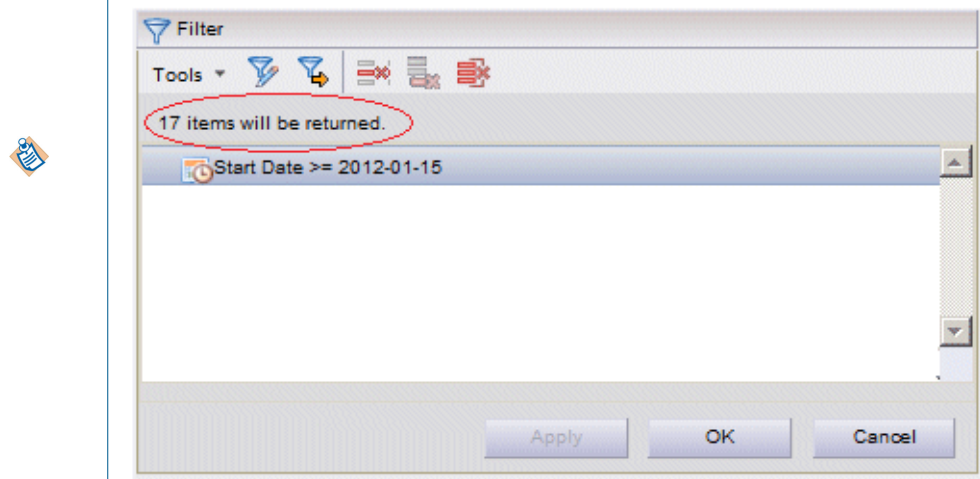 Filter
Tools
17 items will be returned.
Start Date >= 2012-01-15
Apply OK Cancel